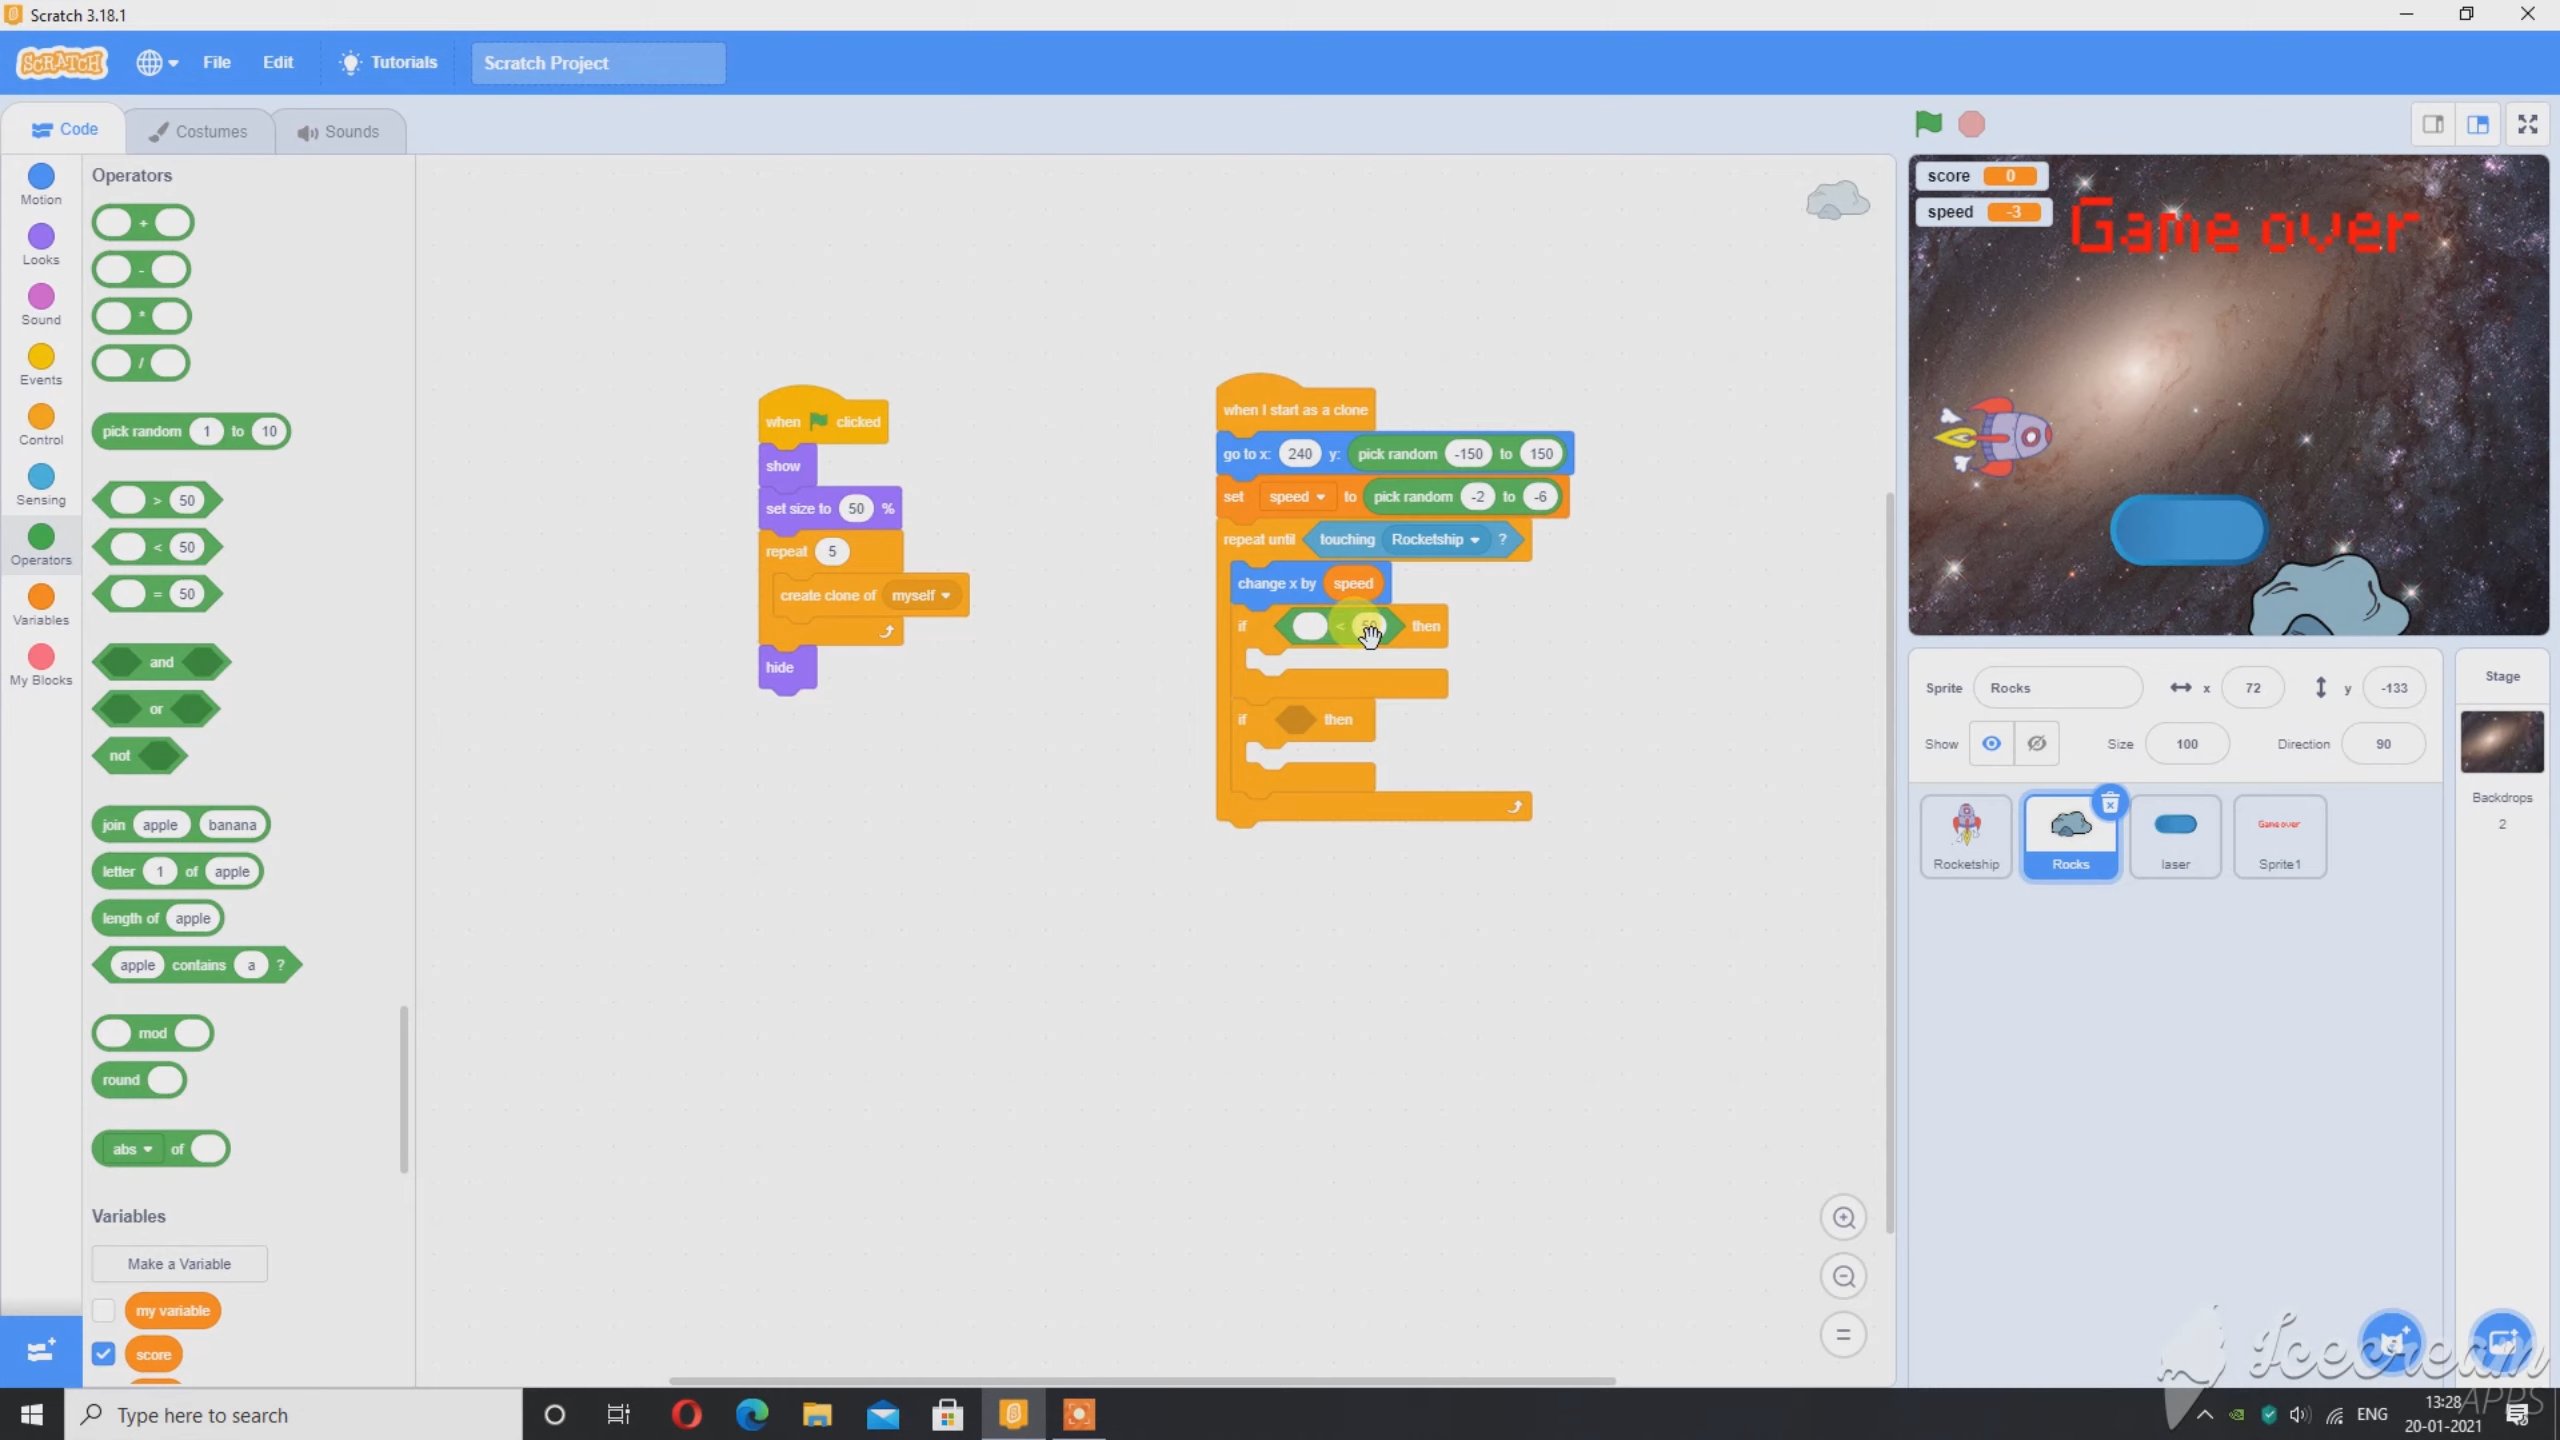 Scratch 3.18.1
SCRATCH File Edit Tutorials Scratch Project
Code Costumes Sounds
Motion
Looks
Sound
Events
Control
Sensing
Operators
Variables
My Blocks
Operators
+
-
*
/
pick random 1 to 10
> 50
< 50
= 50
and
or
not
join apple banana
letter 1 of apple
length of apple
apple contains a ?
mod
round
abs of
Variables
Make a Variable
my variable
score
when clicked
show
set size to 50 %
repeat 5
create clone of myself
hide
when I start as a clone
go to x: 240 y: pick random -150 to 150
set speed to pick random -2 to -6
repeat until touching Rocketship ?
change x by speed
if < 50 then
if then
score 0
speed -3
Game over
Sprite Rocks x 72 y -133
Show Size 100 Direction 90
Rocketship
Rocks
laser
Game over
Sprite1
Stage
Backdrops
2
Icecream
APPS
Type here to search
ENG
13:28
20-01-2021